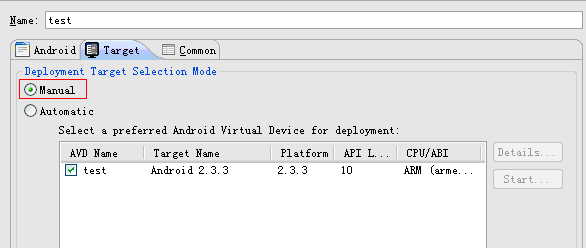 Name: test
Android Target Common
Deployment Target Selection Mode
Manual
Automatic
Select a preferred Android Virtual Device for deployment:
AVD Name Target Name Platform API L... CPU/ABI
test Android 2.3.3 2.3.3 10 ARM (arme...
Details...
Start...